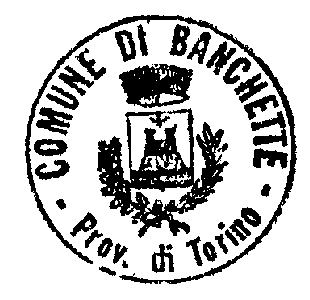 - COMUNE DI BANCHETTE -
Prov. di Torino